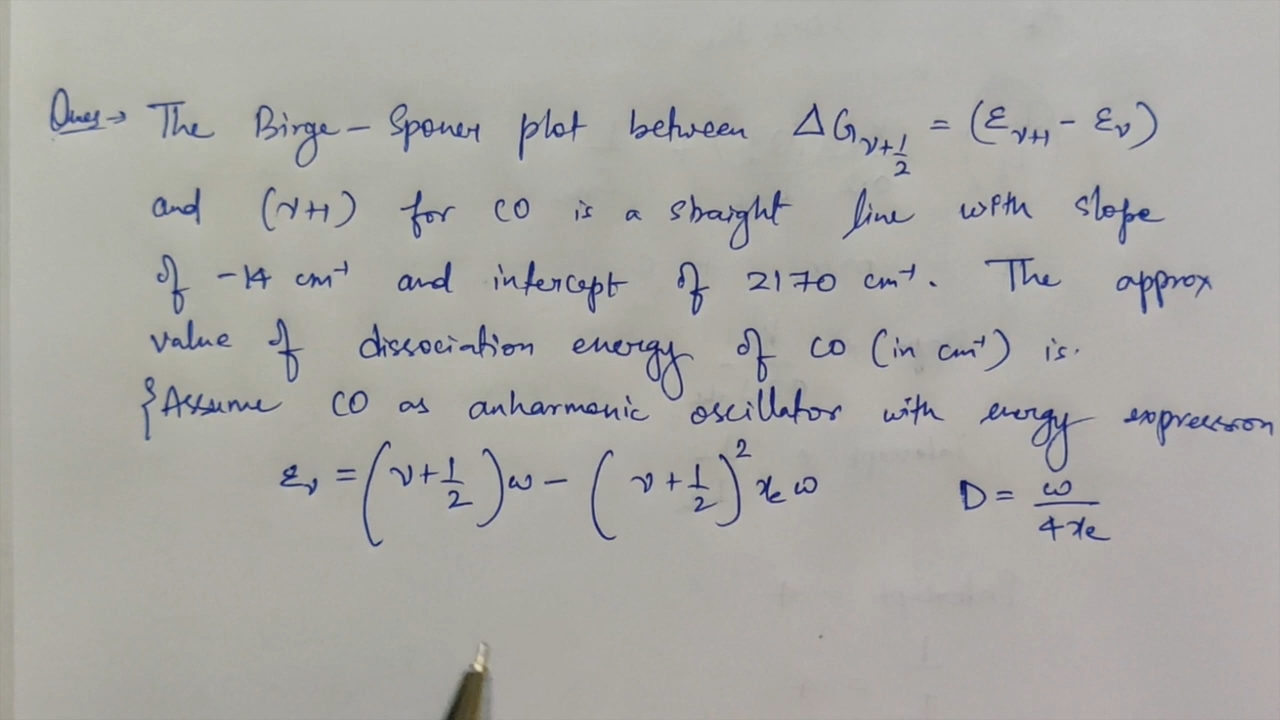 Ques → The Birge - Sponer plot between ΔG_{ν+1/2} = (ε_{ν+1} - ε_ν)
and (ν+1) for CO is a straight line with slope
of -14 cm⁻¹ and intercept of 2170 cm⁻¹. The approx
value of dissociation energy of CO (in cm⁻¹) is.
{Assume CO as anharmonic oscillator with energy expression
ε_ν = (ν + 1/2) ω - (ν + 1/2)² x_e ω D = ω / 4x_e